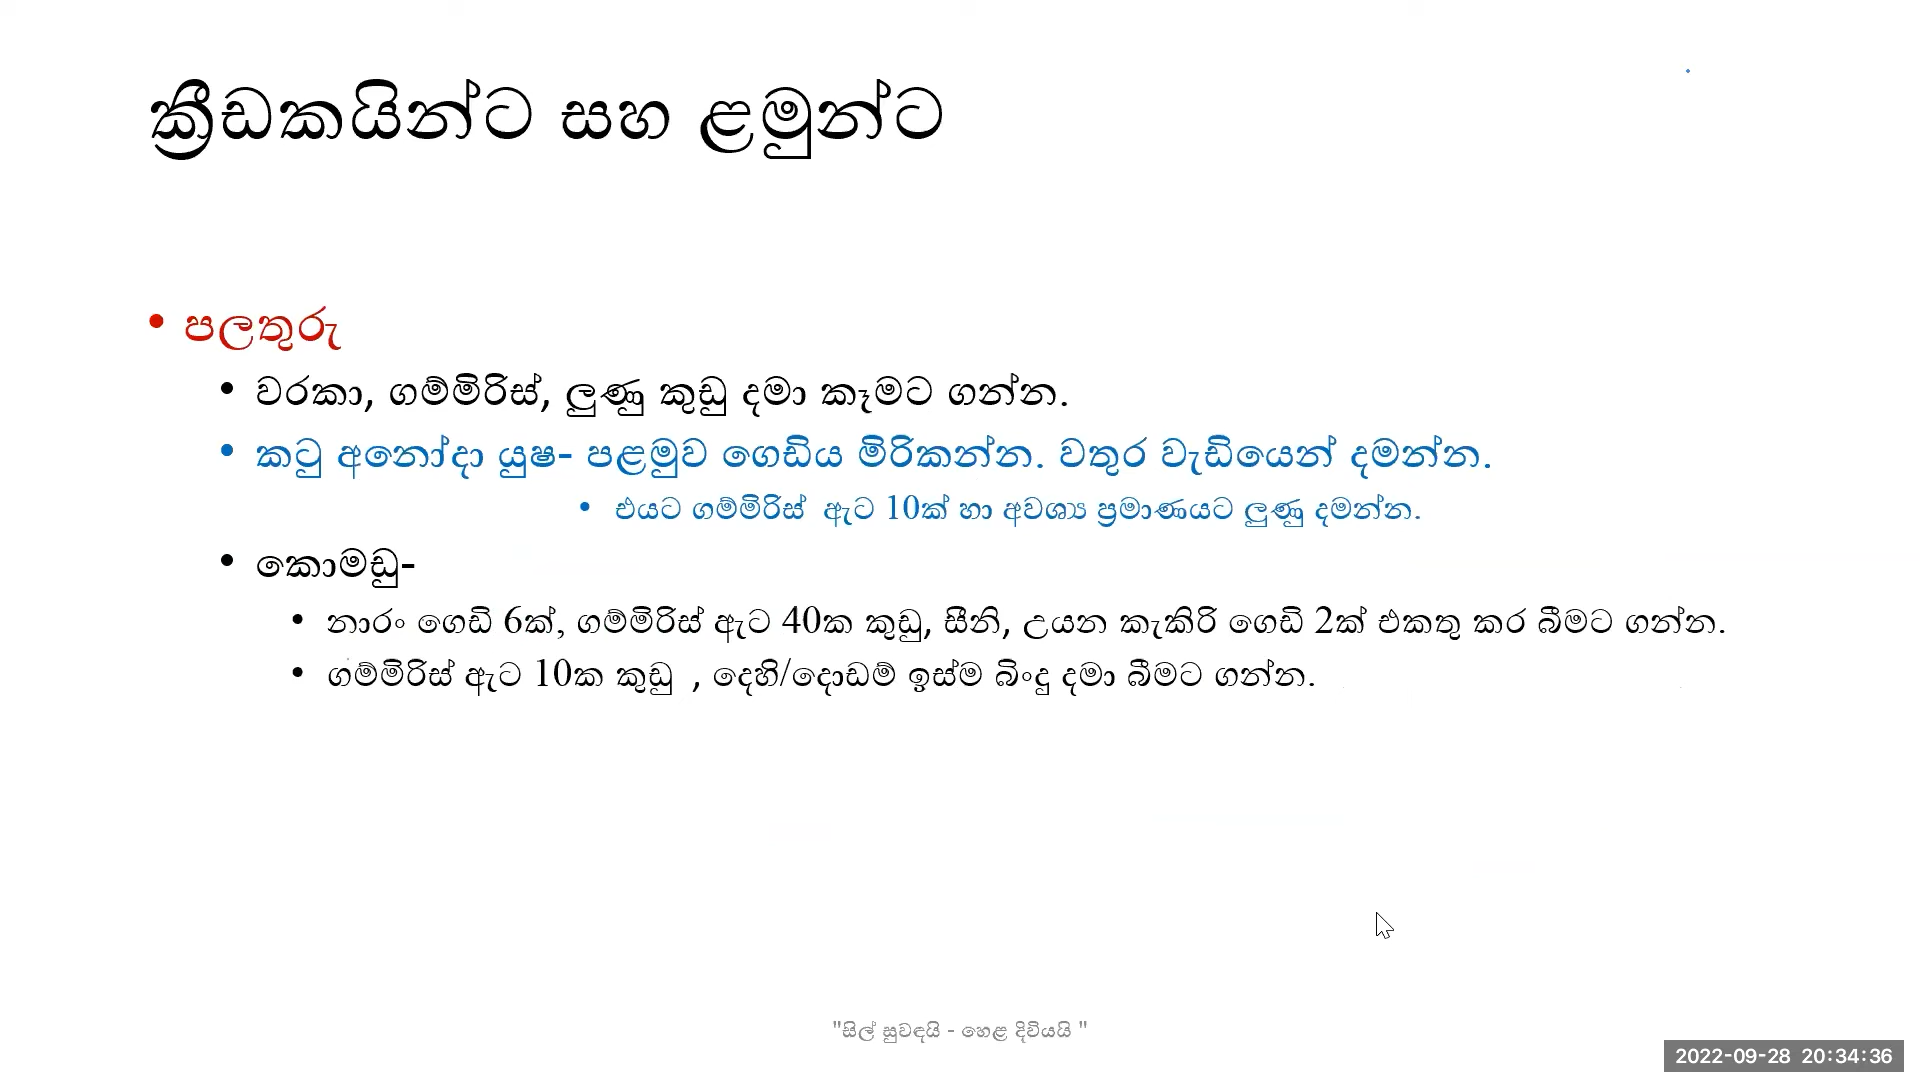 ක්‍රීඩකයින්ට සහ ළමුන්ට
• පලතුරු
• වරකා, ගම්මිරිස්, ලුණු කුඩු දමා කෑමට ගන්න.
• කටු අනෝදා යුෂ- පළමුව ගෙඩිය මිරිකන්න. වතුර වැඩියෙන් දමන්න.
• එයට ගම්මිරිස් ඇට 10ක් හා අවශ්‍ය ප්‍රමාණයට ලුණු දමන්න.
• කොමඩු-
• නාරං ගෙඩි 6ක්, ගම්මිරිස් ඇට 40ක කුඩු, සීනි, උයන කැකිරි ගෙඩි 2ක් එකතු කර බීමට ගන්න.
• ගම්මිරිස් ඇට 10ක කුඩු , දෙහි/දොඩම් ඉස්ම බිංදු දමා බීමට ගන්න.
"සිල් සුවඳයි - හෙළ දිවියයි "
2022-09-28 20:34:36